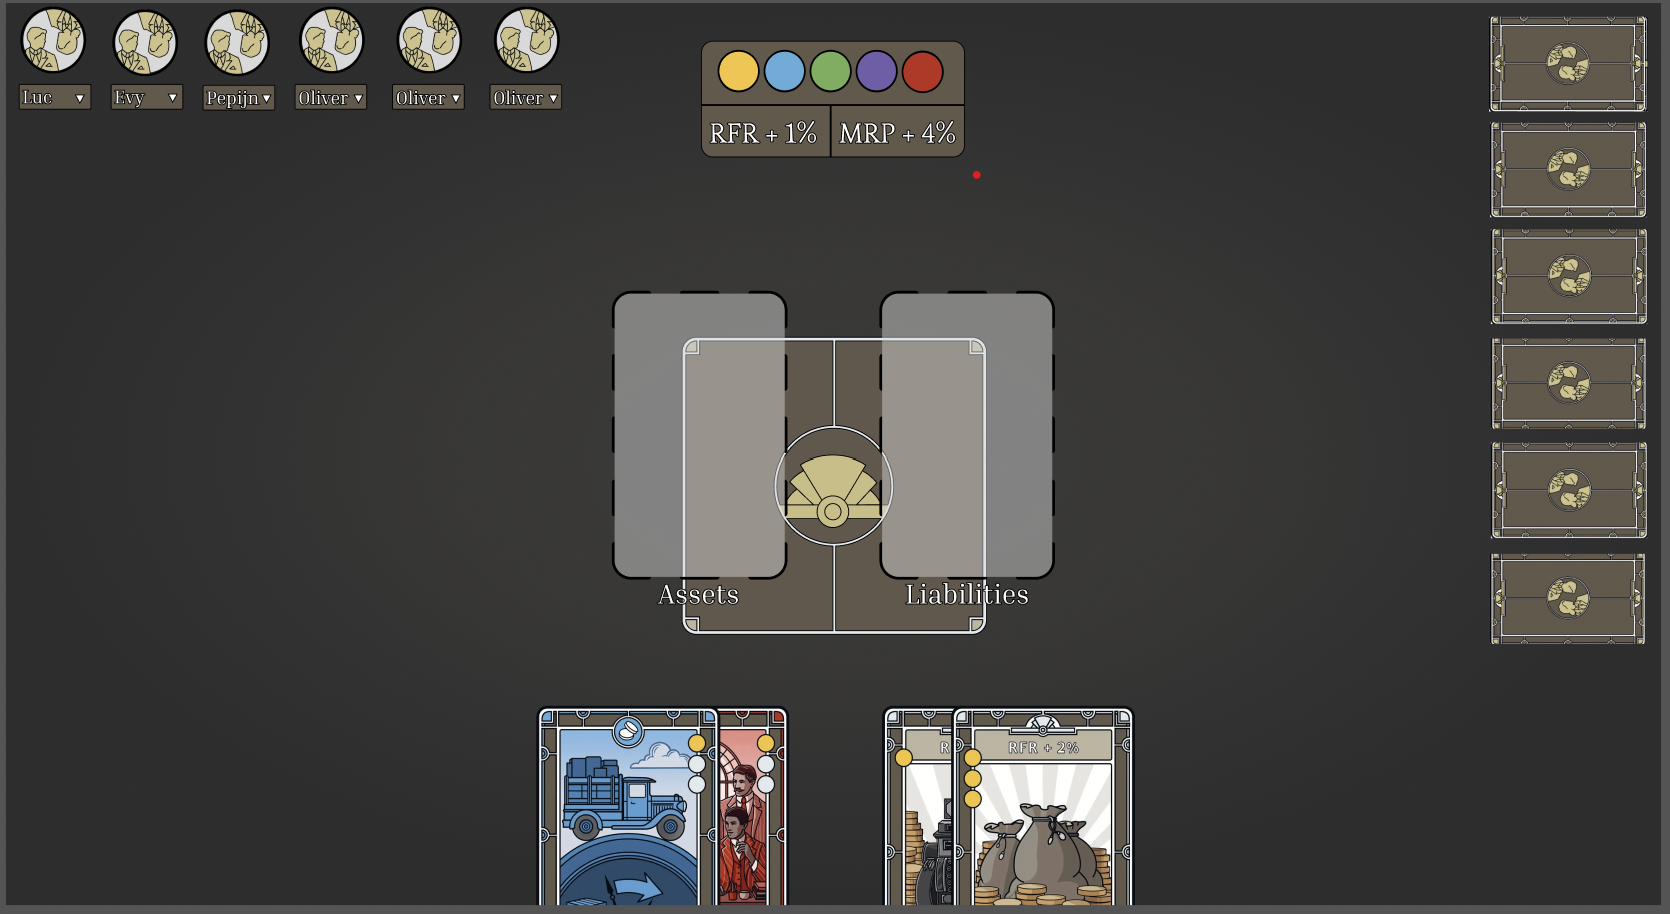 Luc ▼
Evy ▼
Pepijn ▼
Oliver ▼
Oliver ▼
Oliver ▼
RFR + 1%
MRP + 4%
Assets
Liabilities
R
RFR + 2%